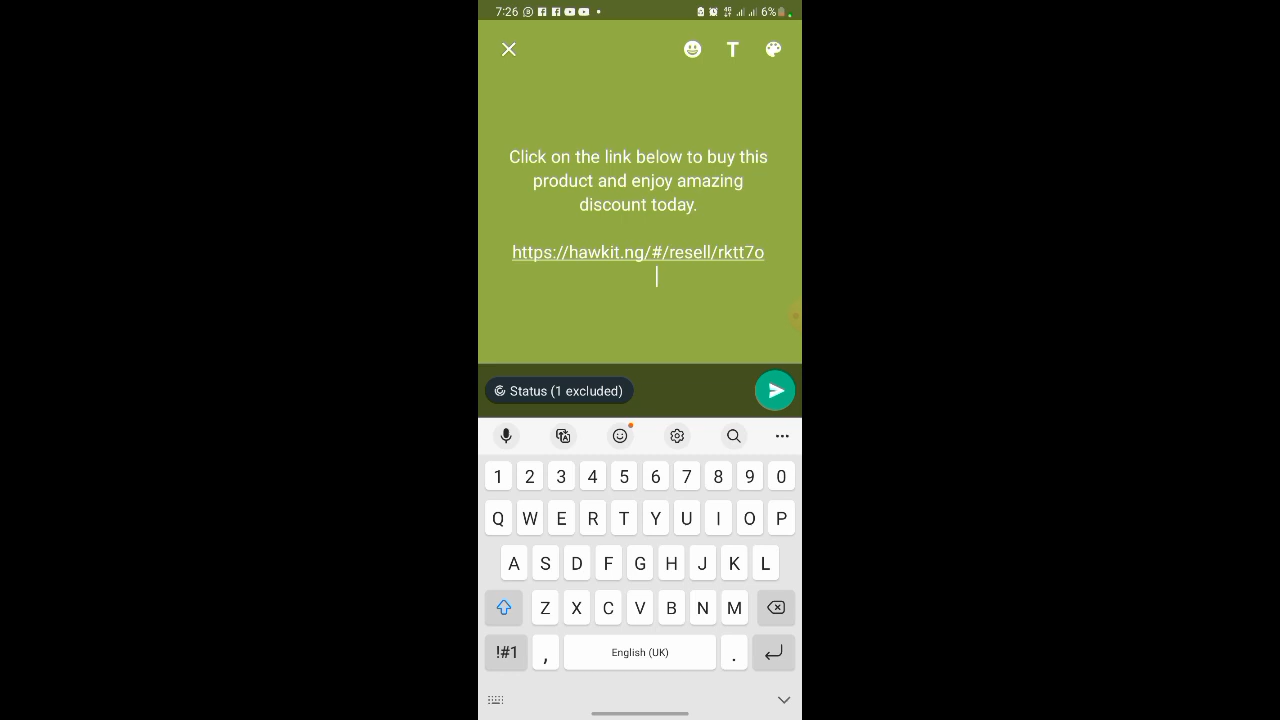 7:26 6%
T
Click on the link below to buy this
product and enjoy amazing
discount today.
https://hawkit.ng/#/resell/rktt7o
Status (1 excluded)
1 2 3 4 5 6 7 8 9 0
Q W E R T Y U I O P
A S D F G H J K L
Z X C V B N M
!#1 , English (UK) .